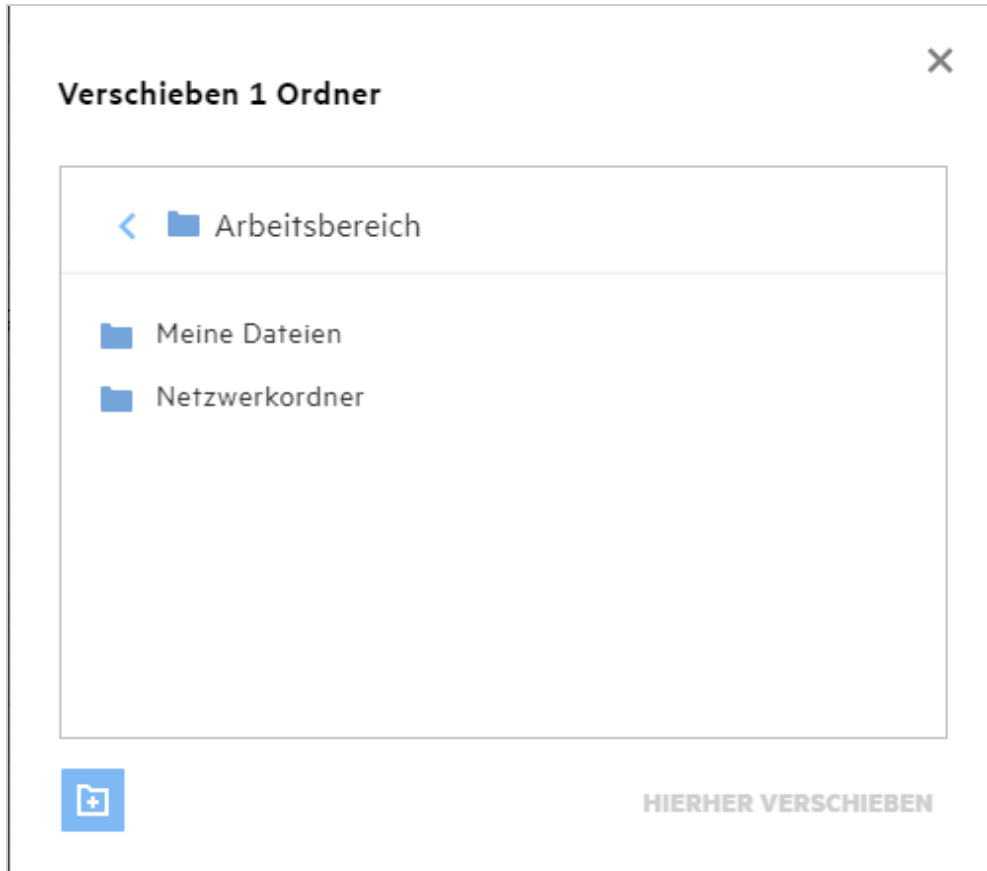 Verschieben 1 Ordner
Arbeitsbereich
Meine Dateien
Netzwerkordner
HIERHER VERSCHIEBEN